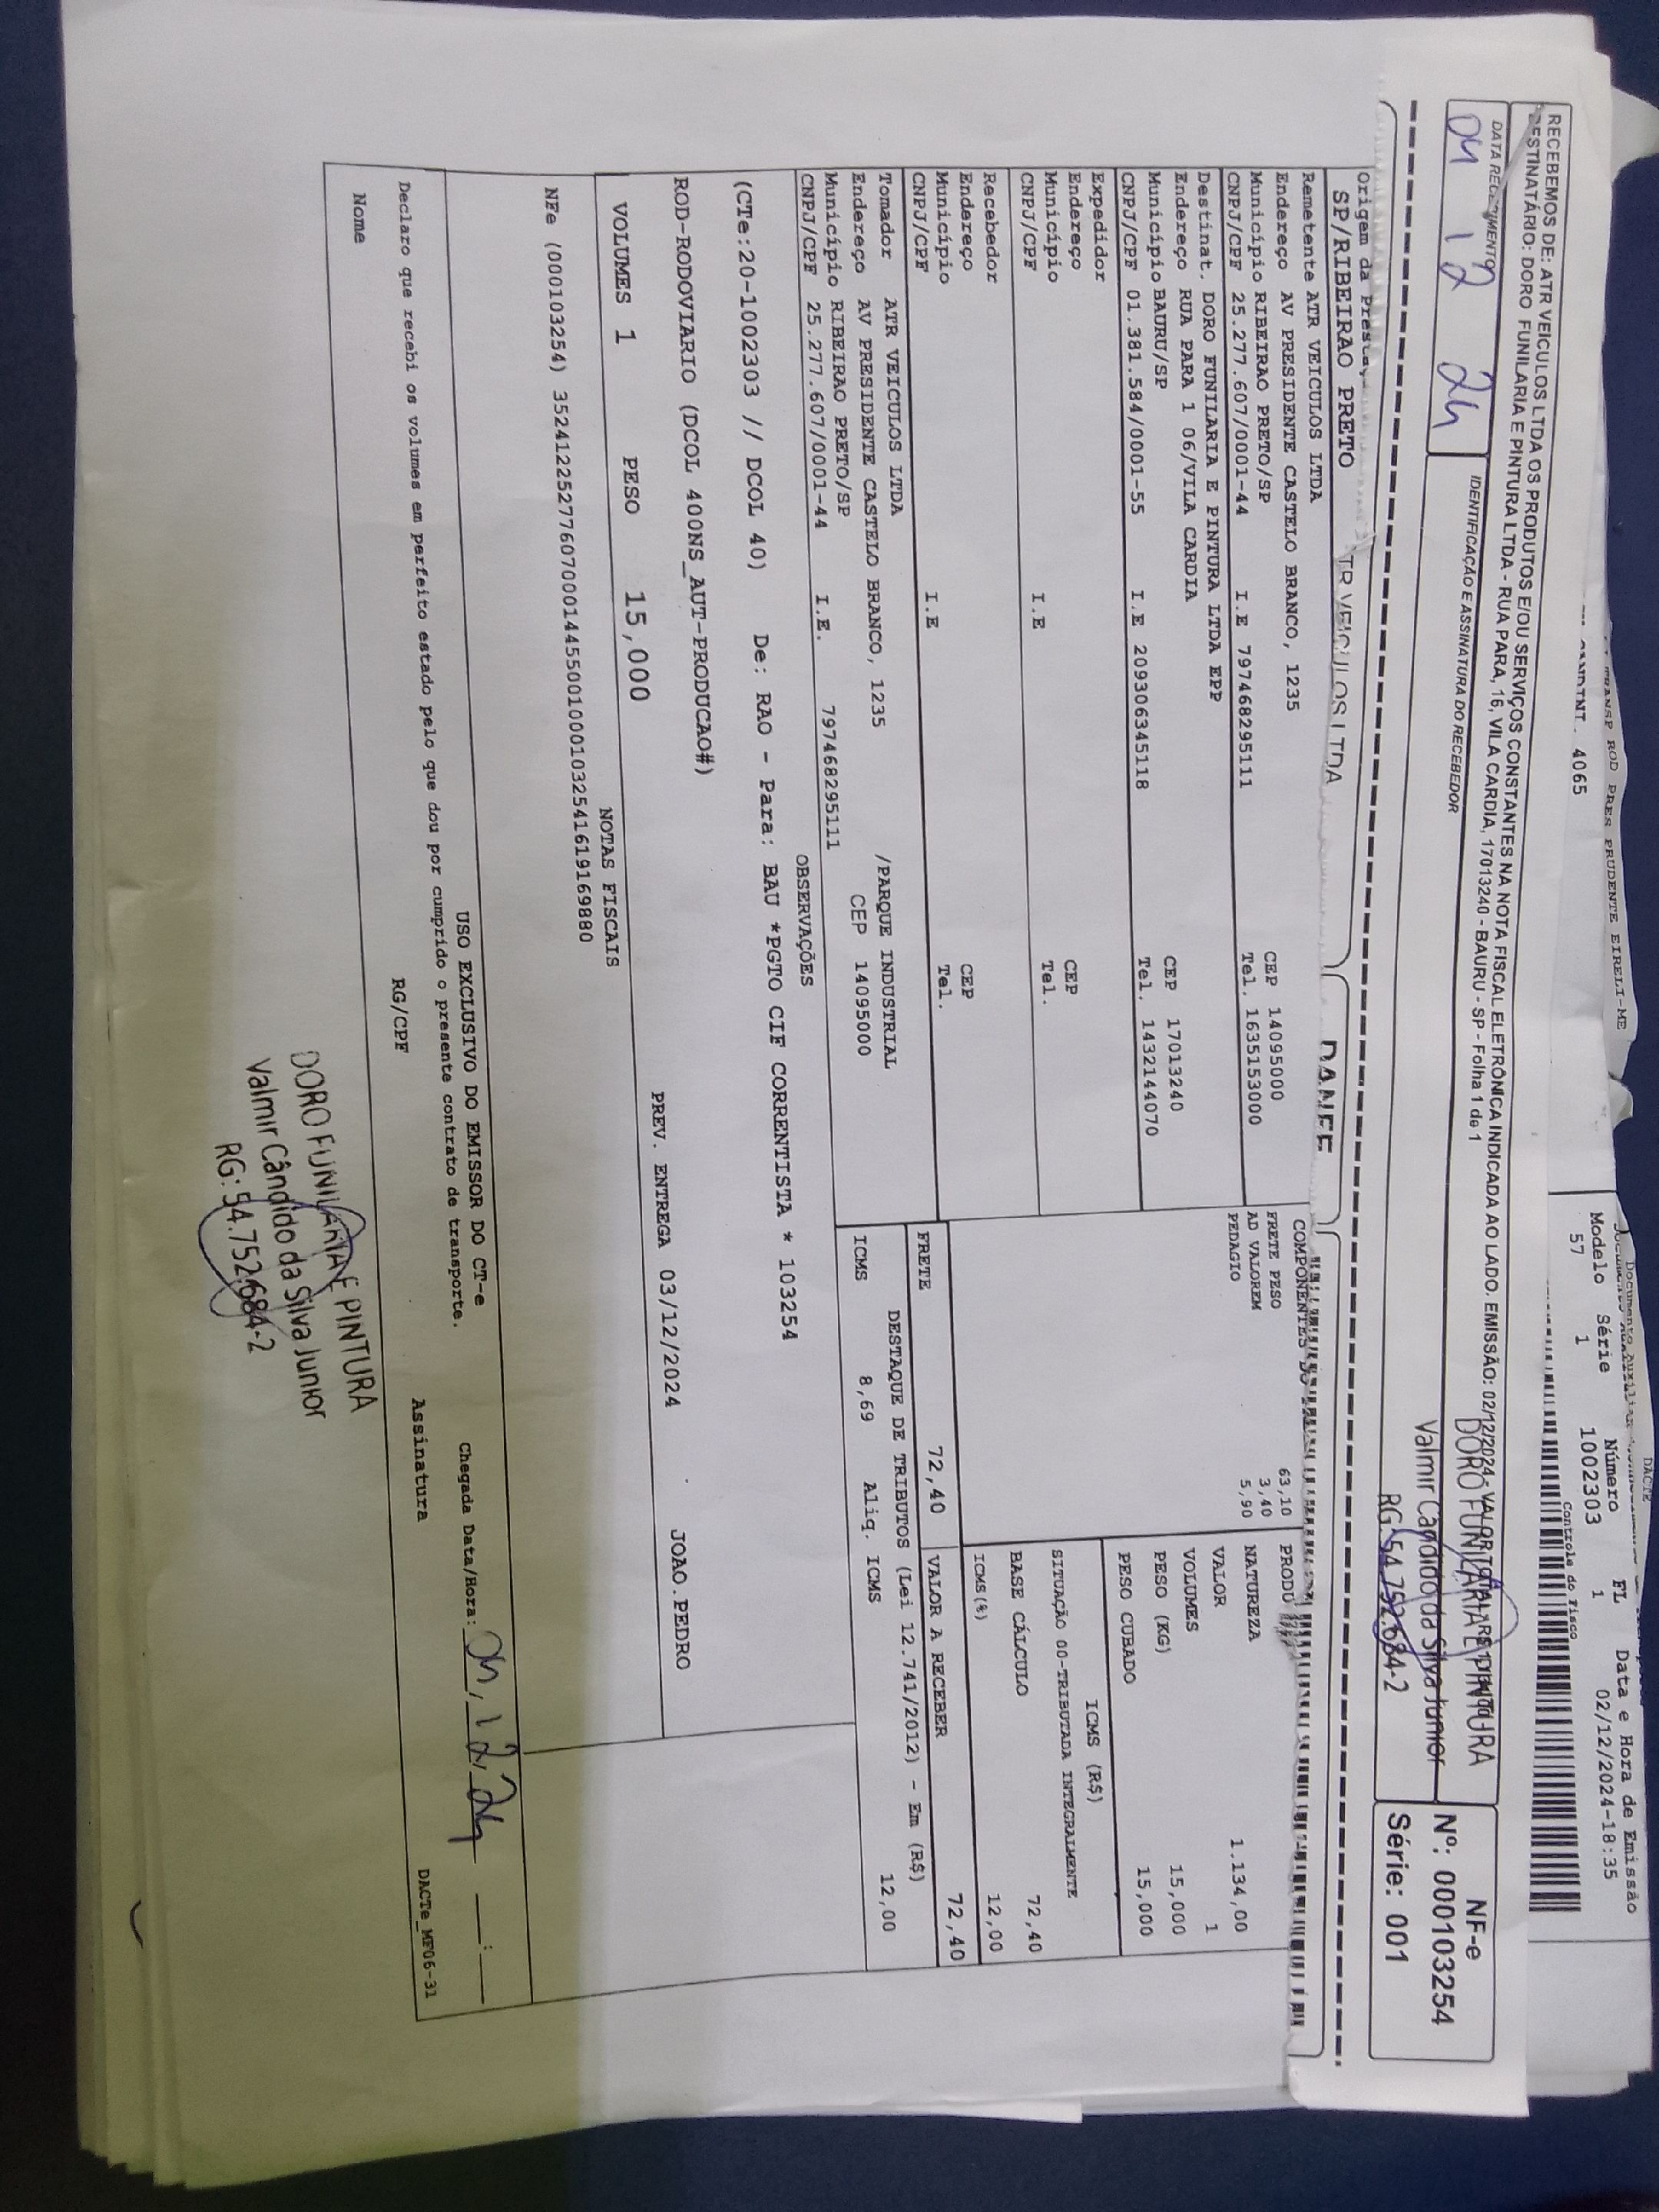 TRANSP ROD PRES PRUDENTE EIRELI-ME
4065
DACTE
Modelo Série Número FL Data e Hora de Emissão
57 1 1002303 1 02/12/2024-18:35
Controle do Fisco
RECEBEMOS DE: ATR VEICULOS LTDA OS PRODUTOS E/OU SERVIÇOS CONSTANTES NA NOTA FISCAL ELETRÔNICA INDICADA AO LADO. EMISSÃO: 02/12/2024 - VALOR TOTAL: R$
DESTINATÁRIO: DORO FUNILARIA E PINTURA LTDA - RUA PARA, 16, VILA CARDIA, 17013240 - BAURU - SP - Folha 1 de 1
DATA RECEBIMENTO IDENTIFICAÇÃO E ASSINATURA DO RECEBEDOR
04 12 24
DORO FUNILARIA E PINTURA
Valmir Cândido da Silva Junior
RG: 54.752.684-2
NF-e
Nº: 000103254
Série: 001
Origem da
SP/RIBEIRAO PRETO
TR VEICULOS LTDA
DANFE
Remetente ATR VEICULOS LTDA
Endereço AV PRESIDENTE CASTELO BRANCO, 1235 CEP 14095000
Município RIBEIRAO PRETO/SP Tel. 1635153000
CNPJ/CPF 25.277.607/0001-44 I.E 797468295111
Destinat. DORO FUNILARIA E PINTURA LTDA EPP
Endereço RUA PARA 1 06/VILA CARDIA CEP 17013240
Município BAURU/SP Tel. 1432144070
CNPJ/CPF 01.381.584/0001-55 I.E 209306345118
Expedidor
Endereço CEP
Município Tel.
CNPJ/CPF I.E
Recebedor
Endereço CEP
Município Tel.
CNPJ/CPF I.E
COMPONENTES DO
FRETE PESO 63,10
AD VALOREM 3,40
PEDAGIO 5,90
PRODU
NATUREZA
VALOR 1.134,00
VOLUMES 1
PESO (KG) 15,000
PESO CUBADO 15,000
ICMS (R$)
SITUAÇÃO 00-TRIBUTADA INTEGRALMENTE
BASE CÁLCULO 72,40
ICMS(%) 12,00
FRETE 72,40 VALOR A RECEBER 72,40
Tomador ATR VEICULOS LTDA
Endereço AV PRESIDENTE CASTELO BRANCO, 1235 /PARQUE INDUSTRIAL
Município RIBEIRAO PRETO/SP CEP 14095000
CNPJ/CPF 25.277.607/0001-44 I.E. 797468295111
DESTAQUE DE TRIBUTOS (Lei 12.741/2012) - Em (R$)
ICMS 8,69 Aliq. ICMS 12,00
OBSERVAÇÕES
(CTe:20-1002303 // DCOL 40) De: RAO - Para: BAU *PGTO CIF CORRENTISTA * 103254
ROD-RODOVIARIO (DCOL 400NS_AUT-PRODUCAO#)
PREV. ENTREGA 03/12/2024 JOAO.PEDRO
VOLUMES 1 PESO 15,000
NOTAS FISCAIS
NFe (000103254) 35241225277607000144550010001032541619169880
USO EXCLUSIVO DO EMISSOR DO CT-e
Declaro que recebi os volumes em perfeito estado pelo que dou por cumprido o presente contrato de transporte.
Chegada Data/Hora: 04/12/24 __:__
Nome RG/CPF Assinatura
DACTe_MF06-31
DORO FUNILARIA E PINTURA
Valmir Cândido da Silva Junior
RG: 54.752.684-2